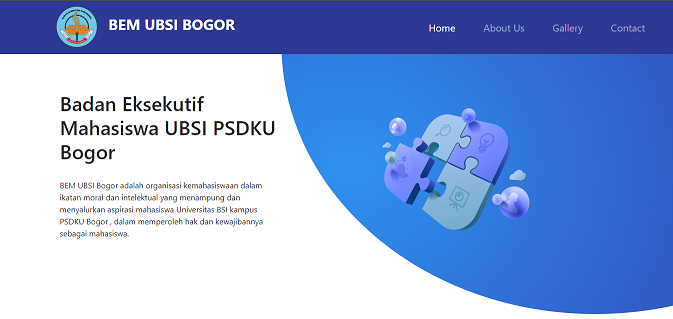 BEM UBSI BOGOR
Home
About Us
Gallery
Contact
Badan Eksekutif
Mahasiswa UBSI PSDKU
Bogor
BEM UBSI Bogor adalah organisasi kemahasiswaan dalam
ikatan moral dan intelektual yang menampung dan
menyalurkan aspirasi mahasiswa Universitas BSI kampus
PSDKU Bogor , dalam memperoleh hak dan kewajibannya
sebagai mahasiswa.